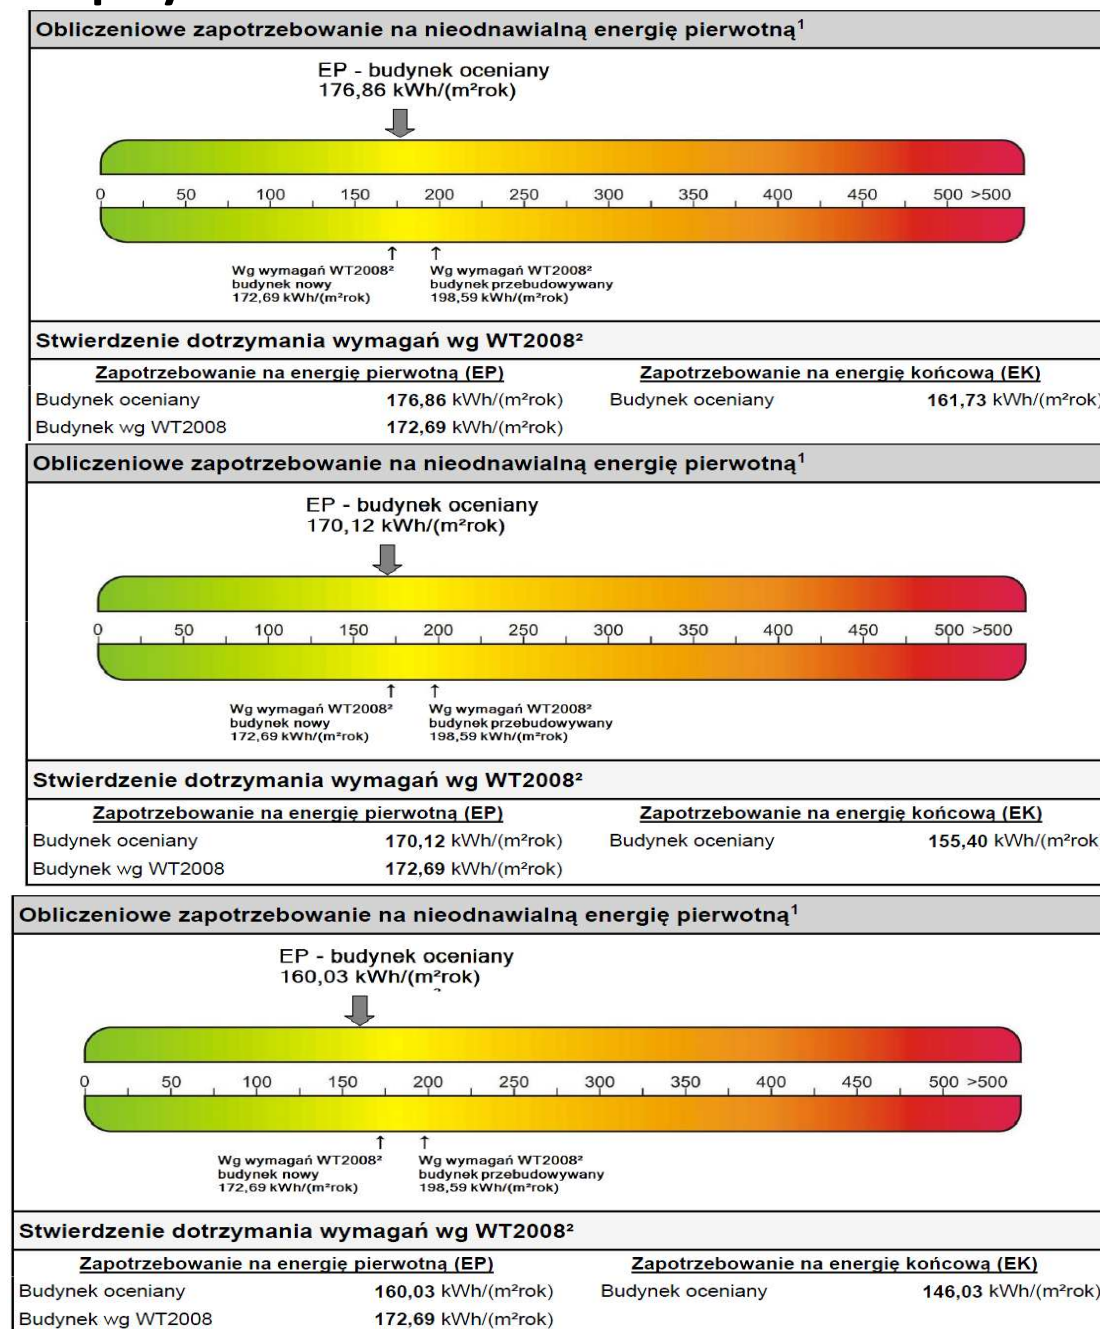 Obliczeniowe zapotrzebowanie na nieodnawialną energię pierwotną¹
EP - budynek oceniany
176,86 kWh/(m²rok)
0 50 100 150 200 250 300 350 400 450 500 >500
Wg wymagań WT2008² Wg wymagań WT2008²
budynek nowy budynek przebudowywany
172,69 kWh/(m²rok) 198,59 kWh/(m²rok)
Stwierdzenie dotrzymania wymagań wg WT2008²
Zapotrzebowanie na energię pierwotną (EP) Zapotrzebowanie na energię końcową (EK)
Budynek oceniany 176,86 kWh/(m²rok) Budynek oceniany 161,73 kWh/(m²rok)
Budynek wg WT2008 172,69 kWh/(m²rok)
Obliczeniowe zapotrzebowanie na nieodnawialną energię pierwotną¹
EP - budynek oceniany
170,12 kWh/(m²rok)
0 50 100 150 200 250 300 350 400 450 500 >500
Wg wymagań WT2008² Wg wymagań WT2008²
budynek nowy budynek przebudowywany
172,69 kWh/(m²rok) 198,59 kWh/(m²rok)
Stwierdzenie dotrzymania wymagań wg WT2008²
Zapotrzebowanie na energię pierwotną (EP) Zapotrzebowanie na energię końcową (EK)
Budynek oceniany 170,12 kWh/(m²rok) Budynek oceniany 155,40 kWh/(m²rok
Budynek wg WT2008 172,69 kWh/(m²rok)
Obliczeniowe zapotrzebowanie na nieodnawialną energię pierwotną¹
EP - budynek oceniany
160,03 kWh/(m²rok)
0 50 100 150 200 250 300 350 400 450 500 >500
Wg wymagań WT2008² Wg wymagań WT2008²
budynek nowy budynek przebudowywany
172,69 kWh/(m²rok) 198,59 kWh/(m²rok)
Stwierdzenie dotrzymania wymagań wg WT2008²
Zapotrzebowanie na energię pierwotną (EP) Zapotrzebowanie na energię końcową (EK)
Budynek oceniany 160,03 kWh/(m²rok) Budynek oceniany 146,03 kWh/(m²rok)
Budynek wg WT2008 172,69 kWh/(m²rok)